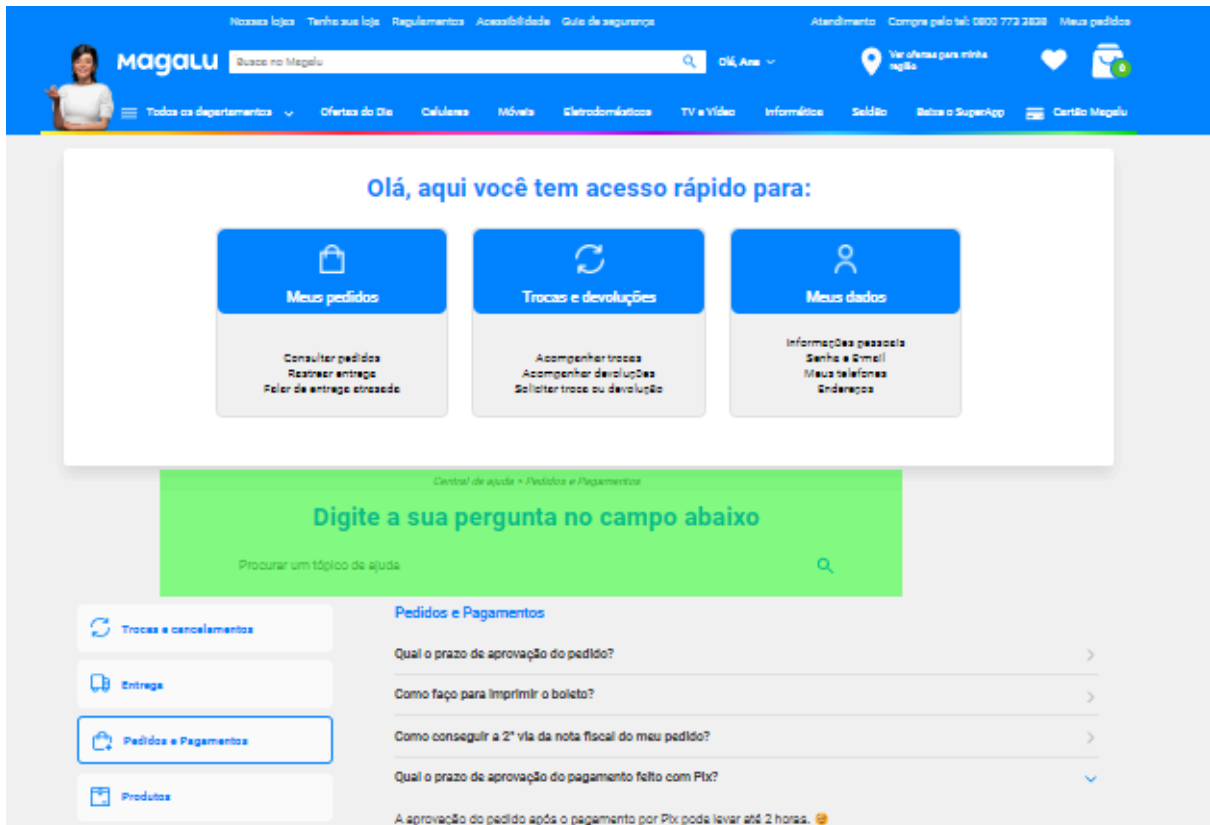 Nossas lojas Tenha sua loja Regulamentos Acessibilidade Guia de segurança Atendimento Compre pelo tel: 0800 773 3838 Meus pedidos
Magalu Busca no Magalu Olá, Ana Ver ofertas para minha região 0
Todos os departamentos Ofertas do Dia Celulares Móveis Eletrodomésticos TV e Vídeo Informática Saldão Baixe o SuperApp Cartão Magalu
Olá, aqui você tem acesso rápido para:
Meus pedidos
Consultar pedidos
Rastrear entrega
Falar de entrega atrasada
Trocas e devoluções
Acompanhar trocas
Acompanhar devoluções
Solicitar troca ou devolução
Meus dados
Informações pessoais
Senha e E-mail
Meus telefones
Endereços
Central de ajuda > Pedidos e Pagamentos
Digite a sua pergunta no campo abaixo
Procurar um tópico de ajuda
Trocas e cancelamentos
Entrega
Pedidos e Pagamentos
Produtos
Pedidos e Pagamentos
Qual o prazo de aprovação do pedido?
Como faço para imprimir o boleto?
Como conseguir a 2ª via da nota fiscal do meu pedido?
Qual o prazo de aprovação do pagamento feito com Pix?
A aprovação do pedido após o pagamento por Pix pode levar até 2 horas. 😊